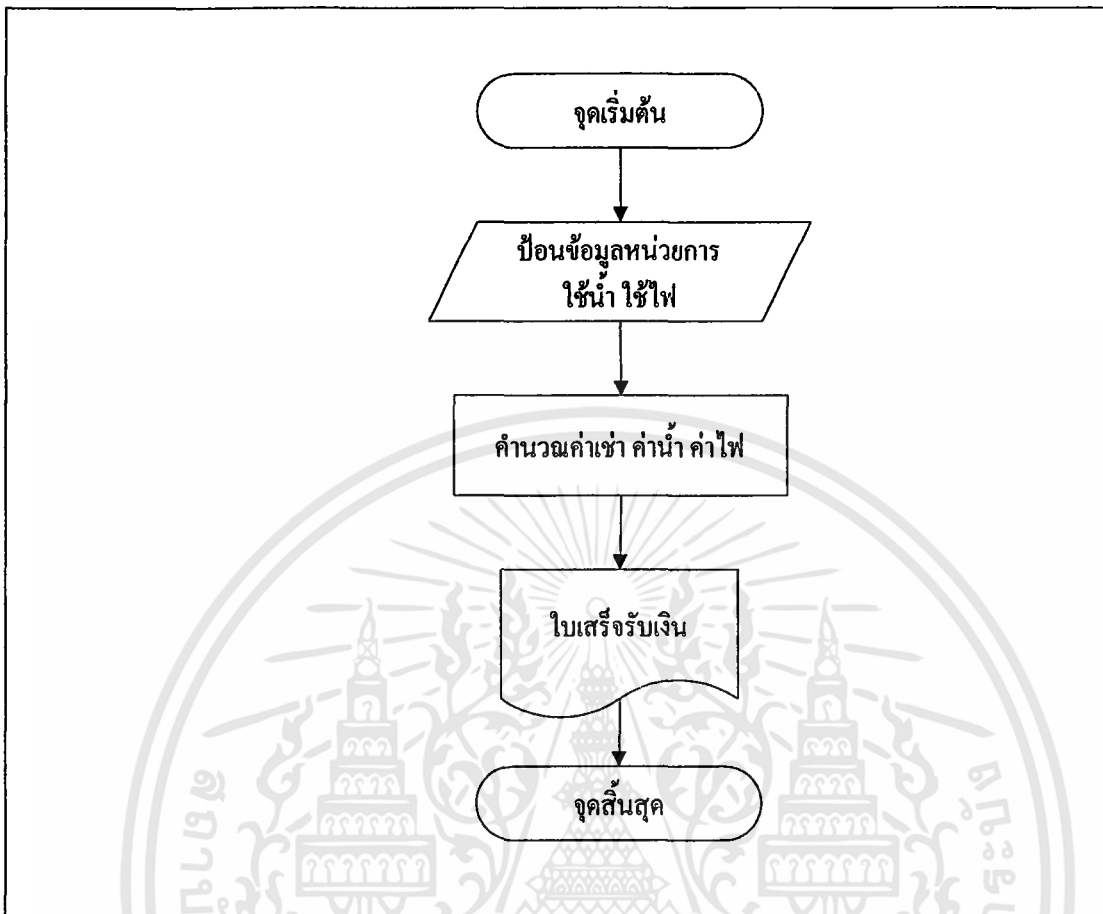 จุดเริ่มต้น
ป้อนข้อมูลหน่วยการ
ใช้น้ำ ใช้ไฟ
คำนวณค่าเช่า ค่าน้ำ ค่าไฟ
ใบเสร็จรับเงิน
จุดสิ้นสุด